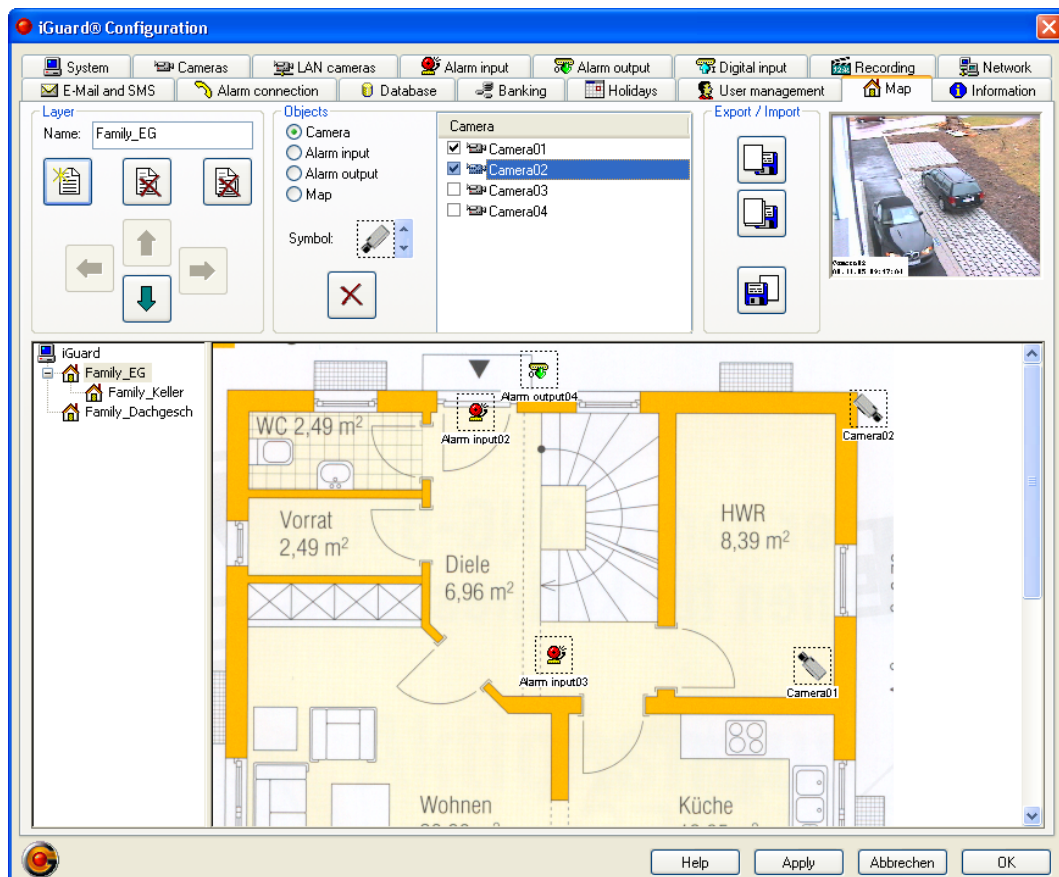 iGuard® Configuration
System
Cameras
LAN cameras
Alarm input
Alarm output
Digital input
Recording
Network
E-Mail and SMS
Alarm connection
Database
Banking
Holidays
User management
Map
Information
Layer
Name: Family_EG
Objects
Camera
Alarm input
Alarm output
Map
Symbol:
Camera
Camera01
Camera02
Camera03
Camera04
Export / Import
Camera02
iGuard
Family_EG
Family_Keller
Family_Dachgesch
Alarm output04
Alarm input02
Camera02
WC 2,49 m²
Vorrat
2,49 m²
Diele
6,96 m²
HWR
8,39 m²
Alarm input03
Camera01
Wohnen
Küche
Help
Apply
Abbrechen
OK